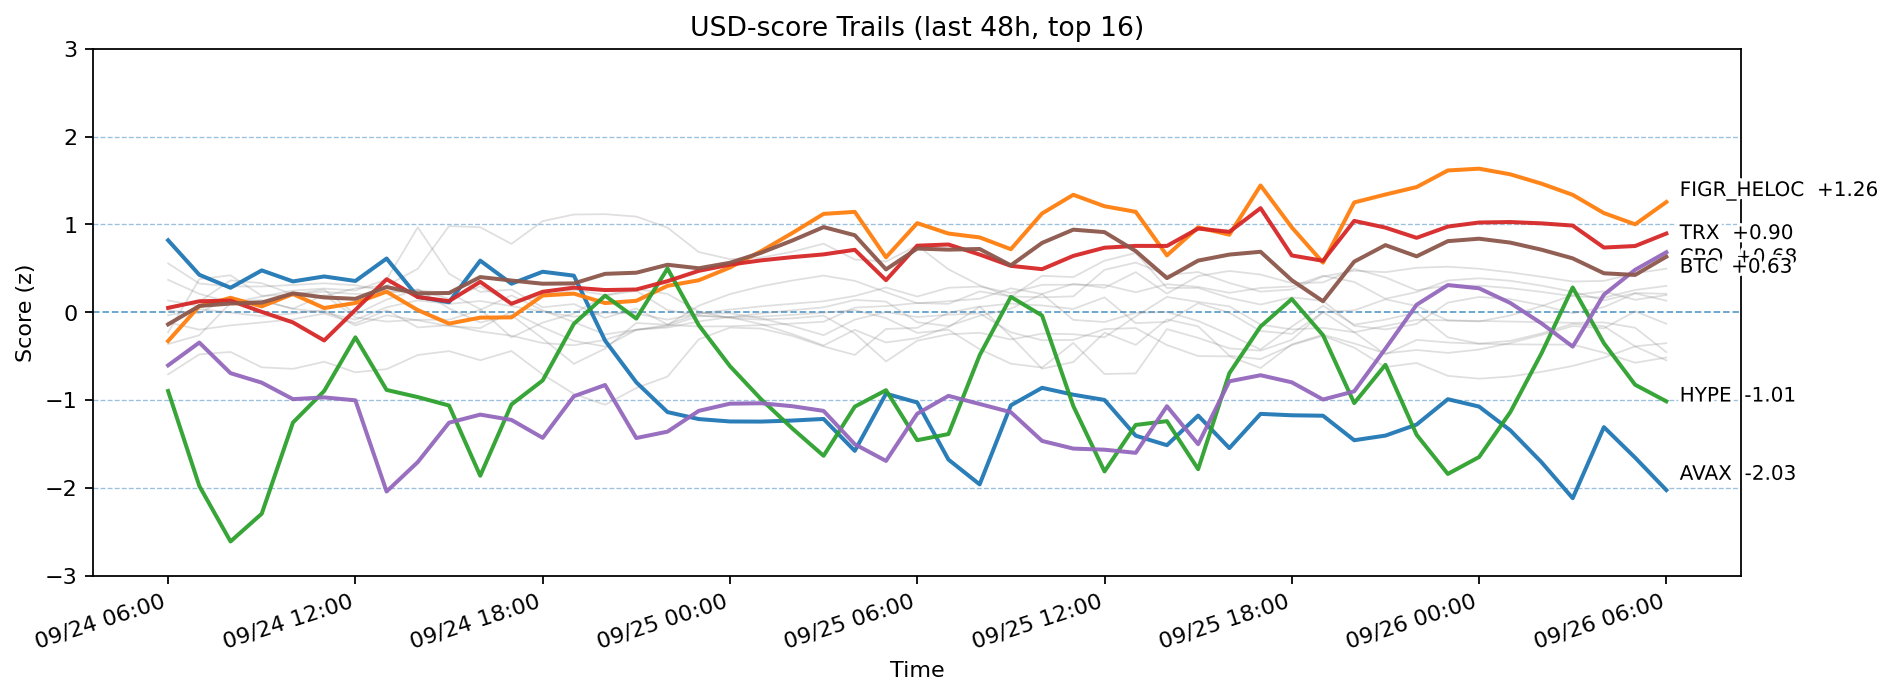 USD-score Trails (last 48h, top 16)
3
2
1
0
−1
−2
−3
Score (z)
FIGR_HELOC +1.26
TRX +0.90
BTC +0.63
HYPE -1.01
AVAX -2.03
09/24 06:00
09/24 12:00
09/24 18:00
09/25 00:00
09/25 06:00
09/25 12:00
09/25 18:00
09/26 00:00
09/26 06:00
Time